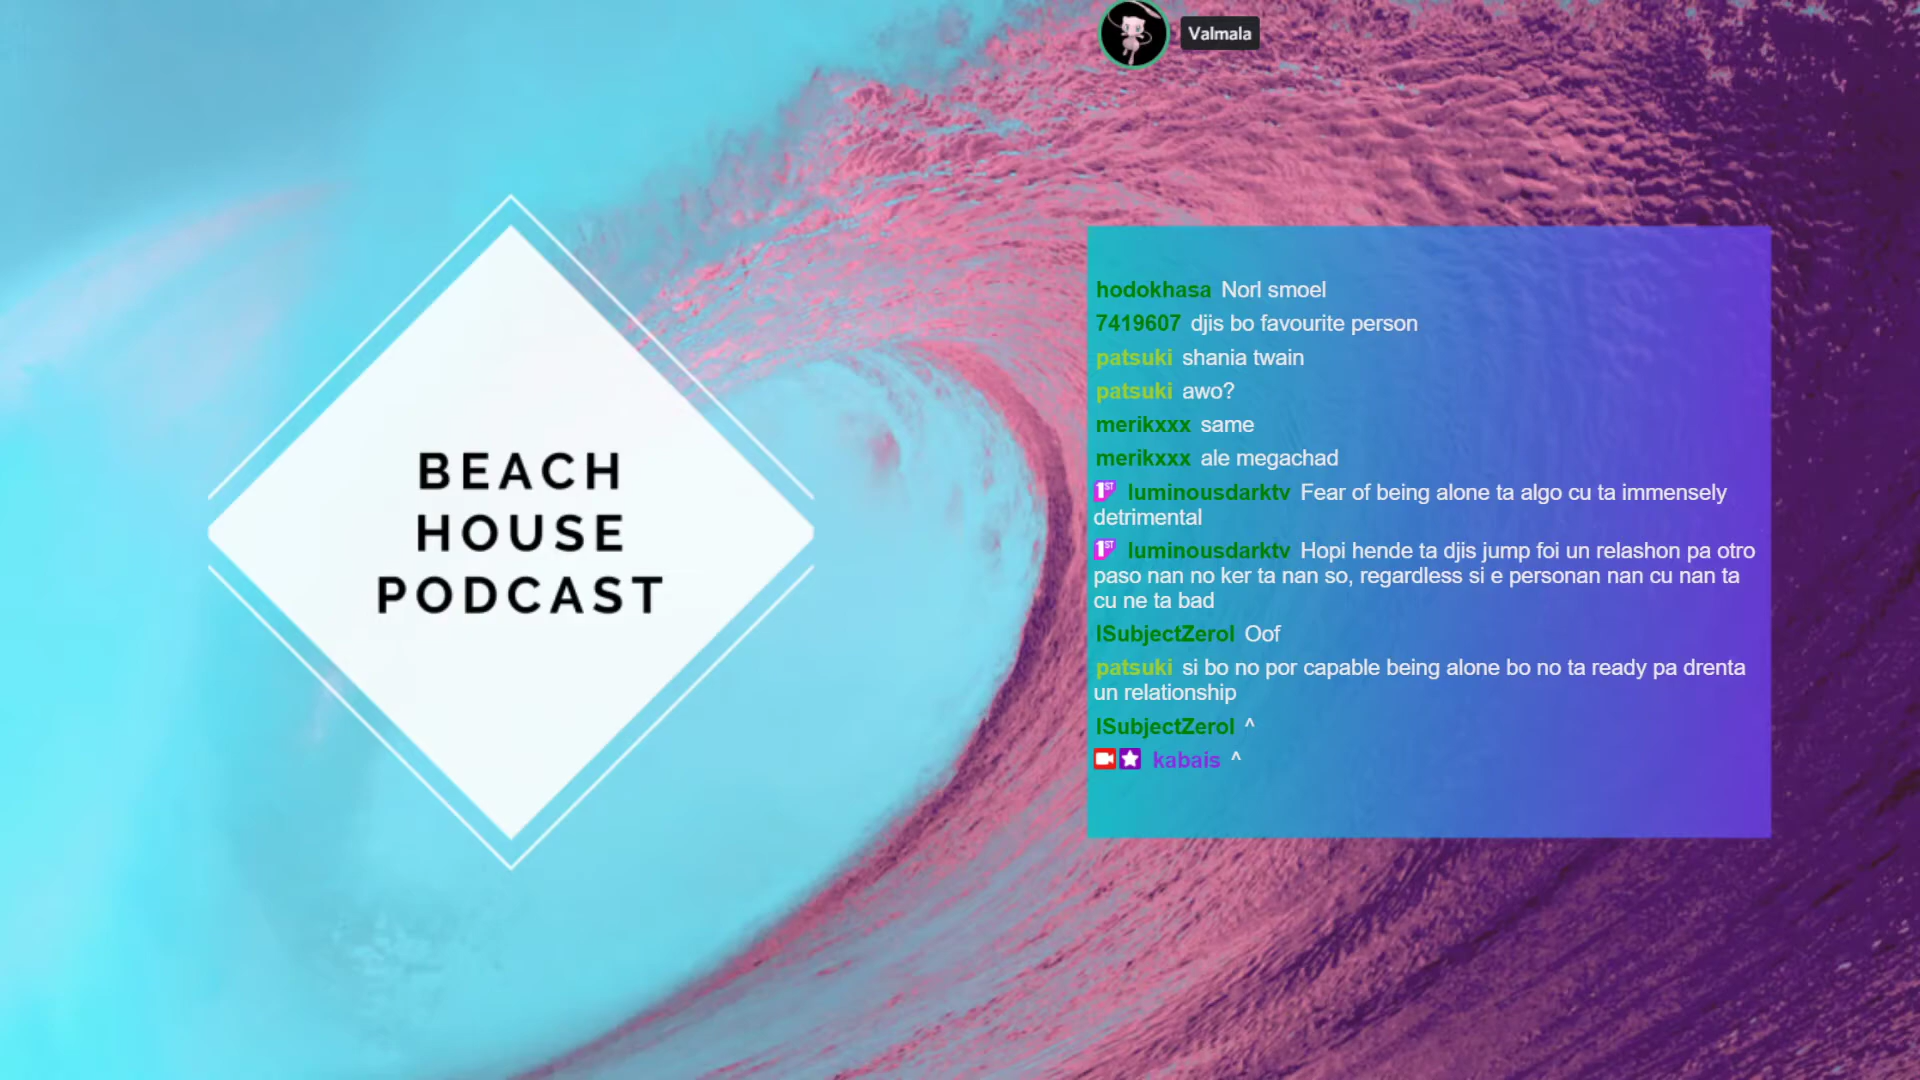 Valmala
BEACH
HOUSE
PODCAST
hodokhasa Norl smoel
7419607 djis bo favourite person
patsuki shania twain
patsuki awo?
merikxxx same
merikxxx ale megachad
1ST luminousdarktv Fear of being alone ta algo cu ta immensely
detrimental
1ST luminousdarktv Hopi hende ta djis jump foi un relashon pa otro
paso nan no ker ta nan so, regardless si e personan nan cu nan ta
cu ne ta bad
lSubjectZerol Oof
patsuki si bo no por capable being alone bo no ta ready pa drenta
un relationship
lSubjectZerol ^
kabais ^